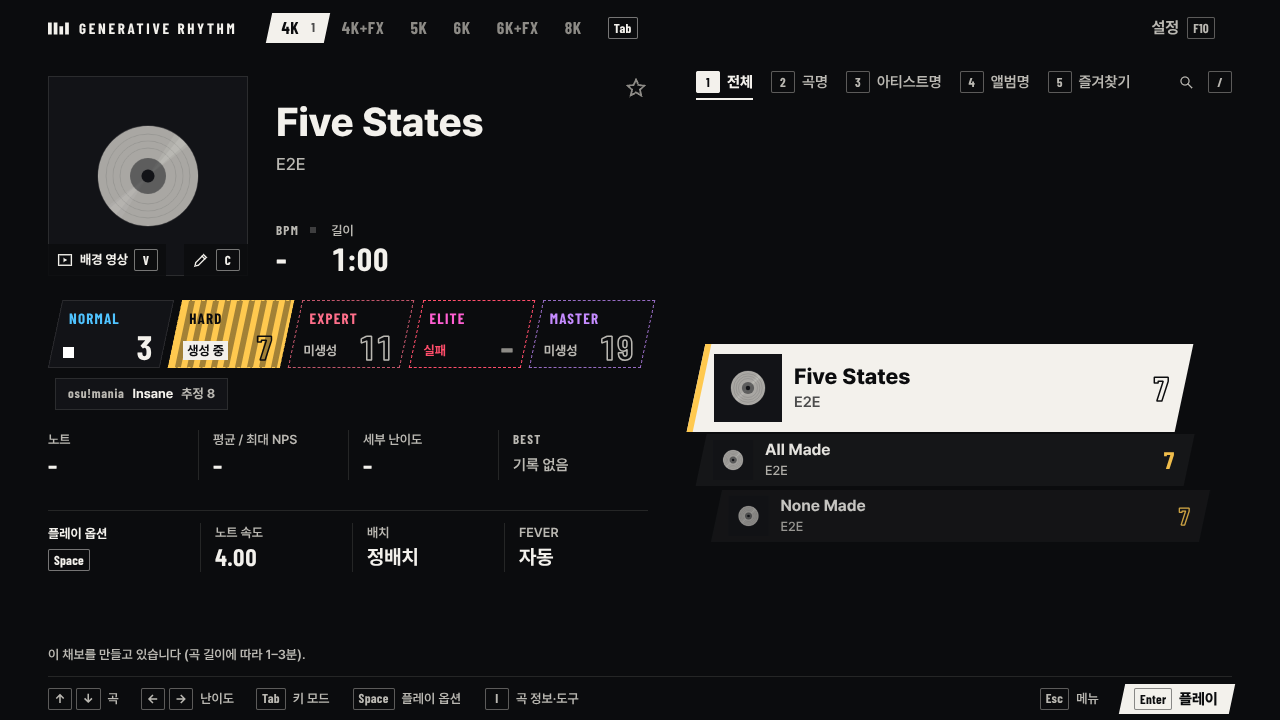 GENERATIVE RHYTHM
4K 1 4K+FX 5K 6K 6K+FX 8K Tab
설정 F10
Five States
E2E
BPM 길이
- 1:00
배경 영상 V C
NORMAL 3
HARD 생성 중 7
EXPERT 미생성 11
ELITE 실패 -
MASTER 미생성 19
osu!mania Insane 추정 8
노트 평균 / 최대 NPS 세부 난이도 BEST
- - - 기록 없음
플레이 옵션 노트 속도 배치 FEVER
Space 4.00 정배치 자동
이 채보를 만들고 있습니다 (곡 길이에 따라 1–3분).
1 전체 2 곡명 3 아티스트명 4 앨범명 5 즐겨찾기 /
Five States
E2E
7
All Made
E2E
7
None Made
E2E
7
↑ ↓ 곡 ← → 난이도 Tab 키 모드 Space 플레이 옵션 I 곡 정보·도구
Esc 메뉴 Enter 플레이